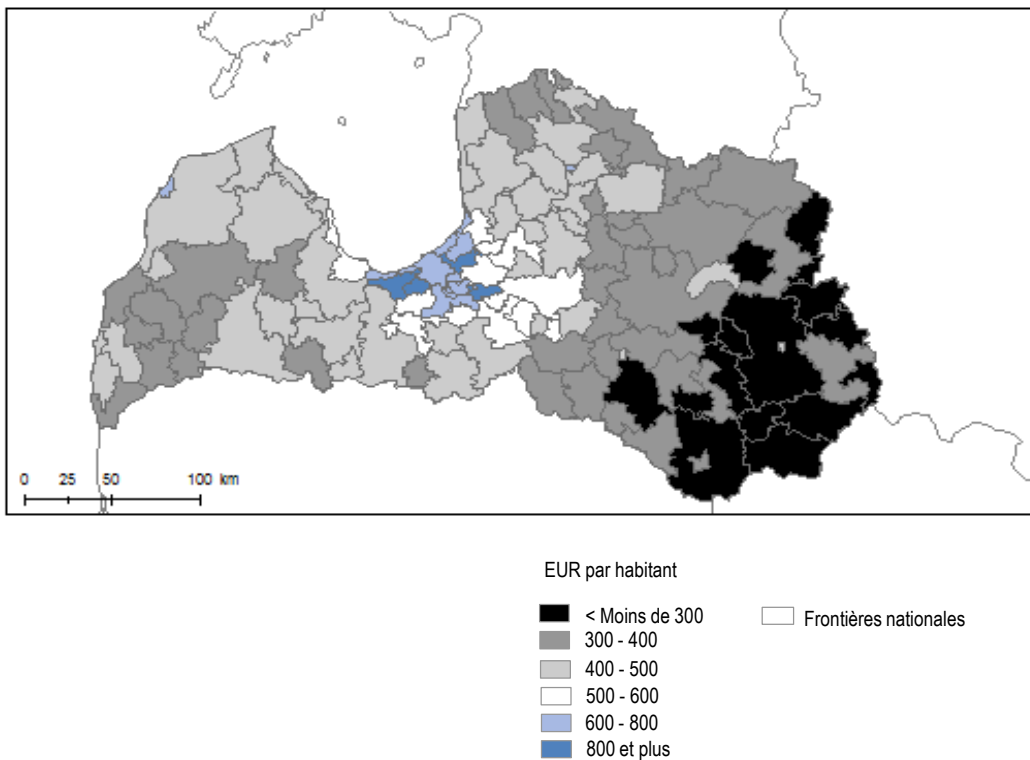 0 25 50 100 km
EUR par habitant
< Moins de 300 Frontières nationales
300 - 400
400 - 500
500 - 600
600 - 800
800 et plus